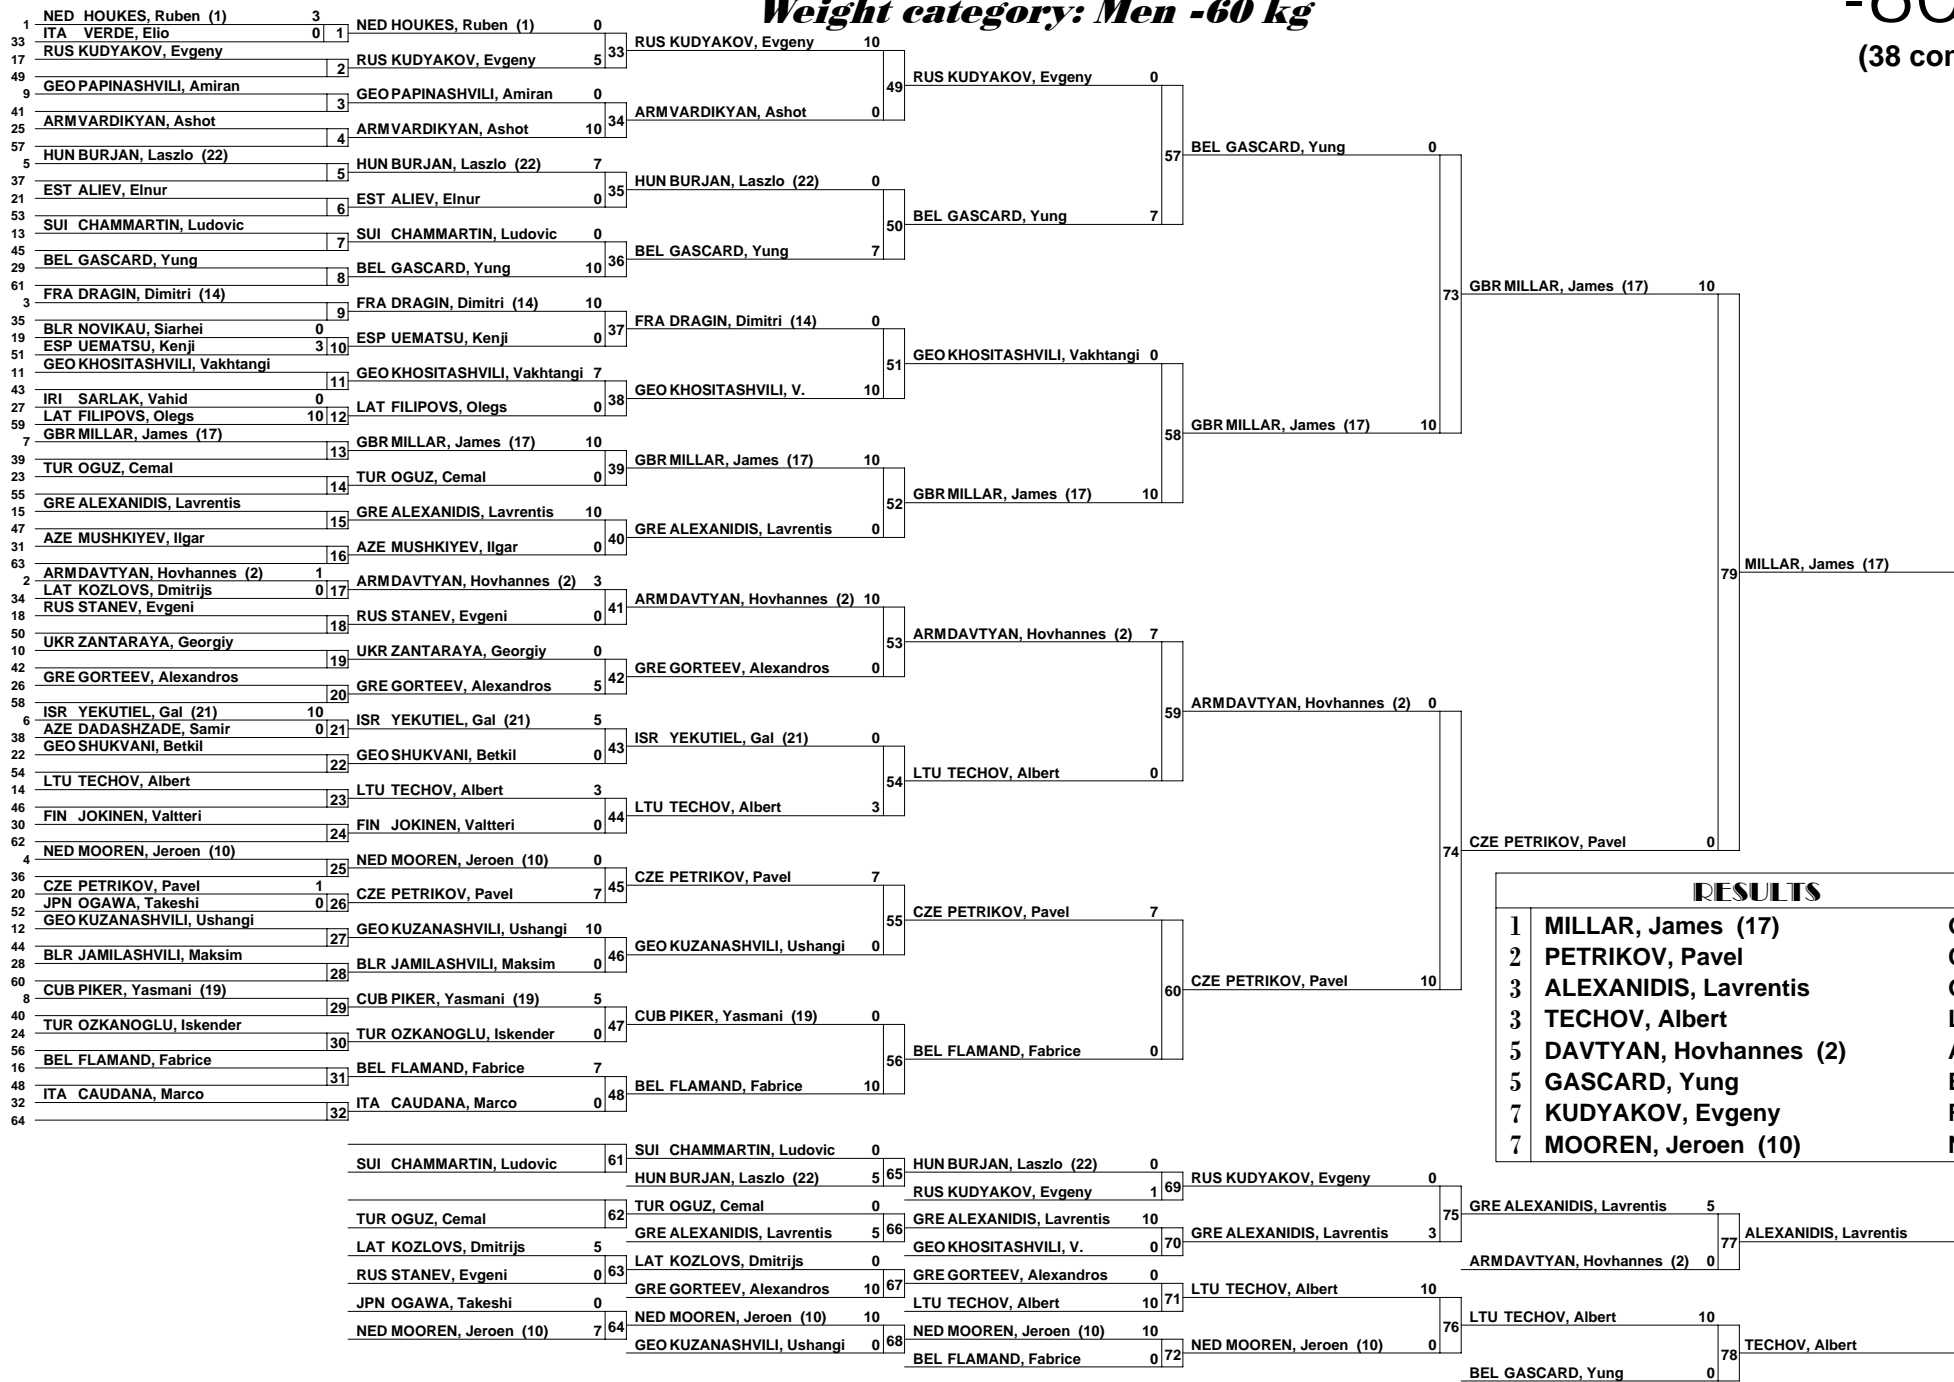 Weight category: Men -60 kg
-60
(38 con
1 NED HOUKES, Ruben (1) 3
33 ITA VERDE, Elio 0 1
17 RUS KUDYAKOV, Evgeny
49 2
9 GEO PAPINASHVILI, Amiran
41 3
25 ARM VARDIKYAN, Ashot
57 4
5 HUN BURJAN, Laszlo (22)
37 5
21 EST ALIEV, Elnur
53 6
13 SUI CHAMMARTIN, Ludovic
45 7
29 BEL GASCARD, Yung
61 8
3 FRA DRAGIN, Dimitri (14)
35 9
19 BLR NOVIKAU, Siarhei 0
51 ESP UEMATSU, Kenji 3 10
11 GEO KHOSITASHVILI, Vakhtangi
43 11
27 IRI SARLAK, Vahid 0
59 LAT FILIPOVS, Olegs 10 12
7 GBR MILLAR, James (17)
39 13
23 TUR OGUZ, Cemal
55 14
15 GRE ALEXANIDIS, Lavrentis
47 15
31 AZE MUSHKIYEV, Ilgar
63 16
2 ARM DAVTYAN, Hovhannes (2) 1
34 LAT KOZLOVS, Dmitrijs 0 17
18 RUS STANEV, Evgeni
50 18
10 UKR ZANTARAYA, Georgiy
42 19
26 GRE GORTEEV, Alexandros
58 20
6 ISR YEKUTIEL, Gal (21) 10
38 AZE DADASHZADE, Samir 0 21
22 GEO SHUKVANI, Betkil
54 22
14 LTU TECHOV, Albert
46 23
30 FIN JOKINEN, Valtteri
62 24
4 NED MOOREN, Jeroen (10)
36 25
20 CZE PETRIKOV, Pavel 1
52 JPN OGAWA, Takeshi 0 26
12 GEO KUZANASHVILI, Ushangi
44 27
28 BLR JAMILASHVILI, Maksim
60 28
8 CUB PIKER, Yasmani (19)
40 29
24 TUR OZKANOGLU, Iskender
56 30
16 BEL FLAMAND, Fabrice
48 31
32 ITA CAUDANA, Marco
64 32
NED HOUKES, Ruben (1) 0
RUS KUDYAKOV, Evgeny 5 33
GEO PAPINASHVILI, Amiran 0
ARM VARDIKYAN, Ashot 10 34
HUN BURJAN, Laszlo (22) 7
EST ALIEV, Elnur 0 35
SUI CHAMMARTIN, Ludovic 0
BEL GASCARD, Yung 10 36
FRA DRAGIN, Dimitri (14) 10
ESP UEMATSU, Kenji 0 37
GEO KHOSITASHVILI, Vakhtangi 7
LAT FILIPOVS, Olegs 0 38
GBR MILLAR, James (17) 10
TUR OGUZ, Cemal 0 39
GRE ALEXANIDIS, Lavrentis 10
AZE MUSHKIYEV, Ilgar 0 40
ARM DAVTYAN, Hovhannes (2) 3
RUS STANEV, Evgeni 0 41
UKR ZANTARAYA, Georgiy 0
GRE GORTEEV, Alexandros 5 42
ISR YEKUTIEL, Gal (21) 5
GEO SHUKVANI, Betkil 0 43
LTU TECHOV, Albert 3
FIN JOKINEN, Valtteri 0 44
NED MOOREN, Jeroen (10) 0
CZE PETRIKOV, Pavel 7 45
GEO KUZANASHVILI, Ushangi 10
BLR JAMILASHVILI, Maksim 0 46
CUB PIKER, Yasmani (19) 5
TUR OZKANOGLU, Iskender 0 47
BEL FLAMAND, Fabrice 7
ITA CAUDANA, Marco 0 48
RUS KUDYAKOV, Evgeny 10
ARM VARDIKYAN, Ashot 0 49
HUN BURJAN, Laszlo (22) 0
BEL GASCARD, Yung 7 50
FRA DRAGIN, Dimitri (14) 0
GEO KHOSITASHVILI, V. 10 51
GBR MILLAR, James (17) 10
GRE ALEXANIDIS, Lavrentis 0 52
ARM DAVTYAN, Hovhannes (2) 10
GRE GORTEEV, Alexandros 0 53
ISR YEKUTIEL, Gal (21) 0
LTU TECHOV, Albert 3 54
CZE PETRIKOV, Pavel 7
GEO KUZANASHVILI, Ushangi 0 55
CUB PIKER, Yasmani (19) 0
BEL FLAMAND, Fabrice 10 56
RUS KUDYAKOV, Evgeny 0
BEL GASCARD, Yung 7 57
GEO KHOSITASHVILI, Vakhtangi 0
GBR MILLAR, James (17) 10 58
ARM DAVTYAN, Hovhannes (2) 7
LTU TECHOV, Albert 0 59
CZE PETRIKOV, Pavel 7
BEL FLAMAND, Fabrice 0 60
BEL GASCARD, Yung 0
GBR MILLAR, James (17) 10 73
ARM DAVTYAN, Hovhannes (2) 0
CZE PETRIKOV, Pavel 10 74
GBR MILLAR, James (17) 10
CZE PETRIKOV, Pavel 0 79
MILLAR, James (17)
RESULTS
1 MILLAR, James (17)
2 PETRIKOV, Pavel
3 ALEXANIDIS, Lavrentis
3 TECHOV, Albert
5 DAVTYAN, Hovhannes (2)
5 GASCARD, Yung
7 KUDYAKOV, Evgeny
7 MOOREN, Jeroen (10)
SUI CHAMMARTIN, Ludovic 61
TUR OGUZ, Cemal 62
LAT KOZLOVS, Dmitrijs 5
RUS STANEV, Evgeni 0 63
JPN OGAWA, Takeshi 0
NED MOOREN, Jeroen (10) 7 64
SUI CHAMMARTIN, Ludovic 0
HUN BURJAN, Laszlo (22) 5 65
TUR OGUZ, Cemal 0
GRE ALEXANIDIS, Lavrentis 5 66
LAT KOZLOVS, Dmitrijs 0
GRE GORTEEV, Alexandros 10 67
NED MOOREN, Jeroen (10) 10
GEO KUZANASHVILI, Ushangi 0 68
HUN BURJAN, Laszlo (22) 0
RUS KUDYAKOV, Evgeny 1 69
GRE ALEXANIDIS, Lavrentis 10
GEO KHOSITASHVILI, V. 0 70
GRE GORTEEV, Alexandros 0
LTU TECHOV, Albert 10 71
NED MOOREN, Jeroen (10) 10
BEL FLAMAND, Fabrice 0 72
RUS KUDYAKOV, Evgeny 0
GRE ALEXANIDIS, Lavrentis 3 75
LTU TECHOV, Albert 10
NED MOOREN, Jeroen (10) 0 76
GRE ALEXANIDIS, Lavrentis 5
ARM DAVTYAN, Hovhannes (2) 0 77
LTU TECHOV, Albert 10
BEL GASCARD, Yung 0 78
ALEXANIDIS, Lavrentis
TECHOV, Albert